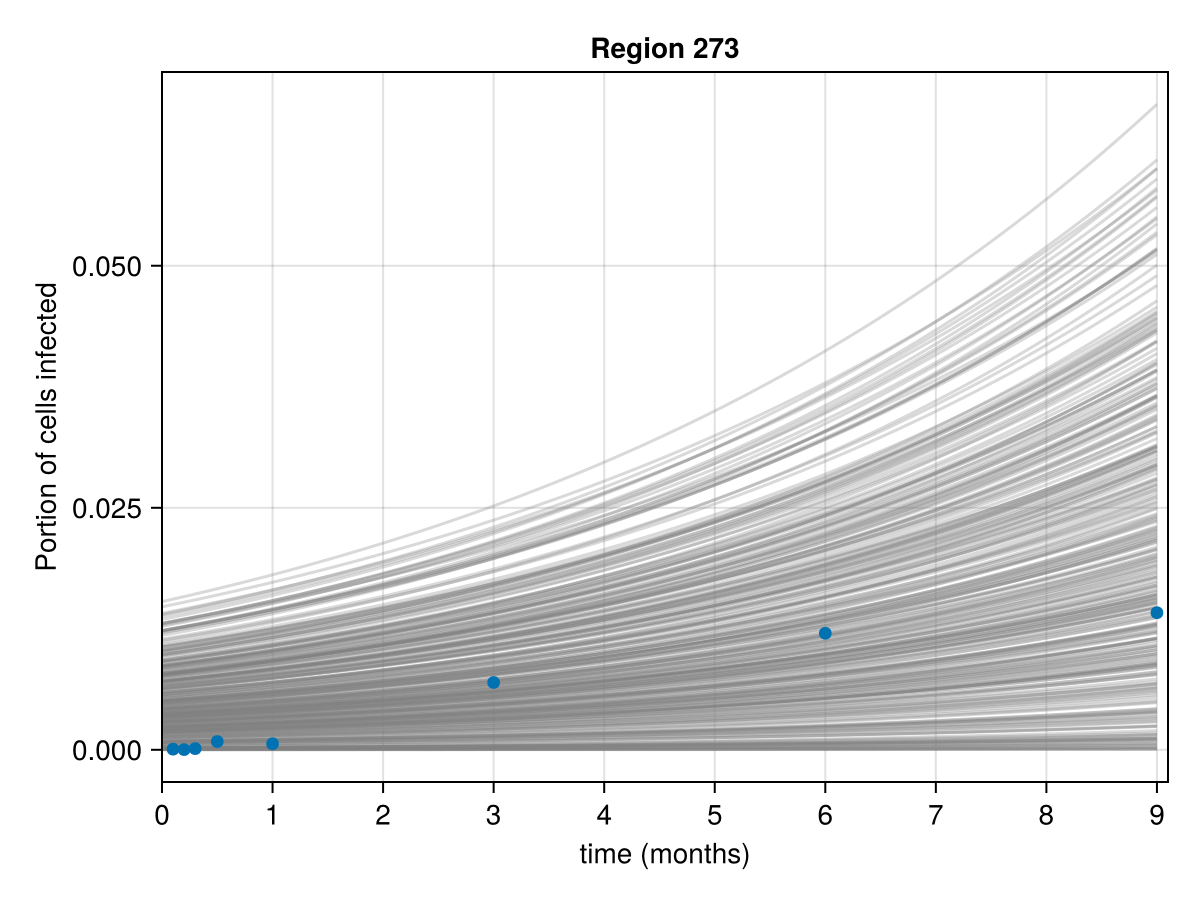 Region 273
Portion of cells infected
0.050
0.025
0.000
0 1 2 3 4 5 6 7 8 9
time (months)